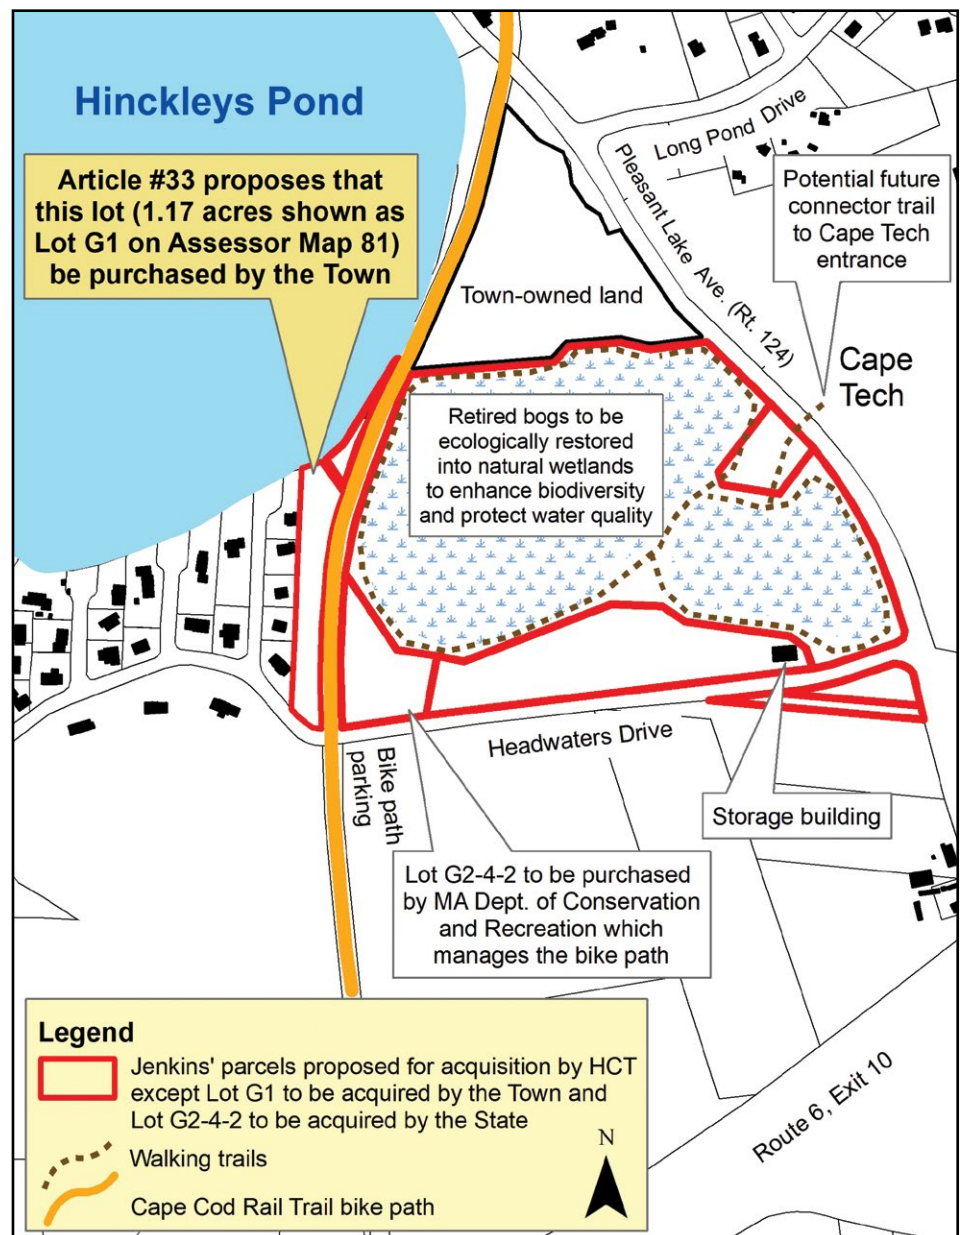 Hinckleys Pond
Article #33 proposes that
this lot (1.17 acres shown as
Lot G1 on Assessor Map 81)
be purchased by the Town
Long Pond Drive
Pleasant Lake Ave. (Rt. 124)
Potential future
connector trail
to Cape Tech
entrance
Town-owned land
Cape
Tech
Retired bogs to be
ecologically restored
into natural wetlands
to enhance biodiversity
and protect water quality
Headwaters Drive
Bike path
parking
Storage building
Lot G2-4-2 to be purchased
by MA Dept. of Conservation
and Recreation which
manages the bike path
Route 6, Exit 10
Legend
Jenkins' parcels proposed for acquisition by HCT
except Lot G1 to be acquired by the Town and
Lot G2-4-2 to be acquired by the State
Walking trails
Cape Cod Rail Trail bike path
N